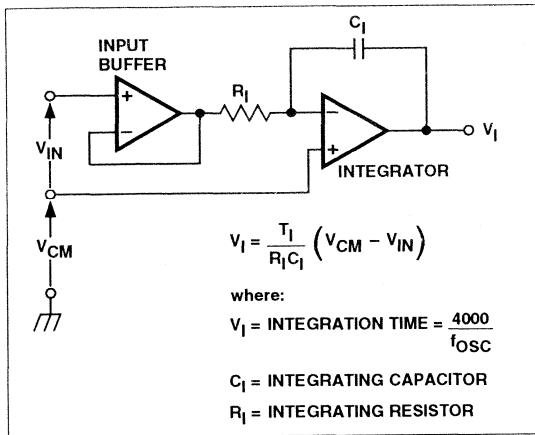 C_I
INPUT
BUFFER
R_I
+
−
−
+
V_I
V_IN
INTEGRATOR
V_CM
V_I = T_I / (R_I C_I) (V_CM − V_IN)
where:
V_I = INTEGRATION TIME = 4000 / f_OSC
C_I = INTEGRATING CAPACITOR
R_I = INTEGRATING RESISTOR